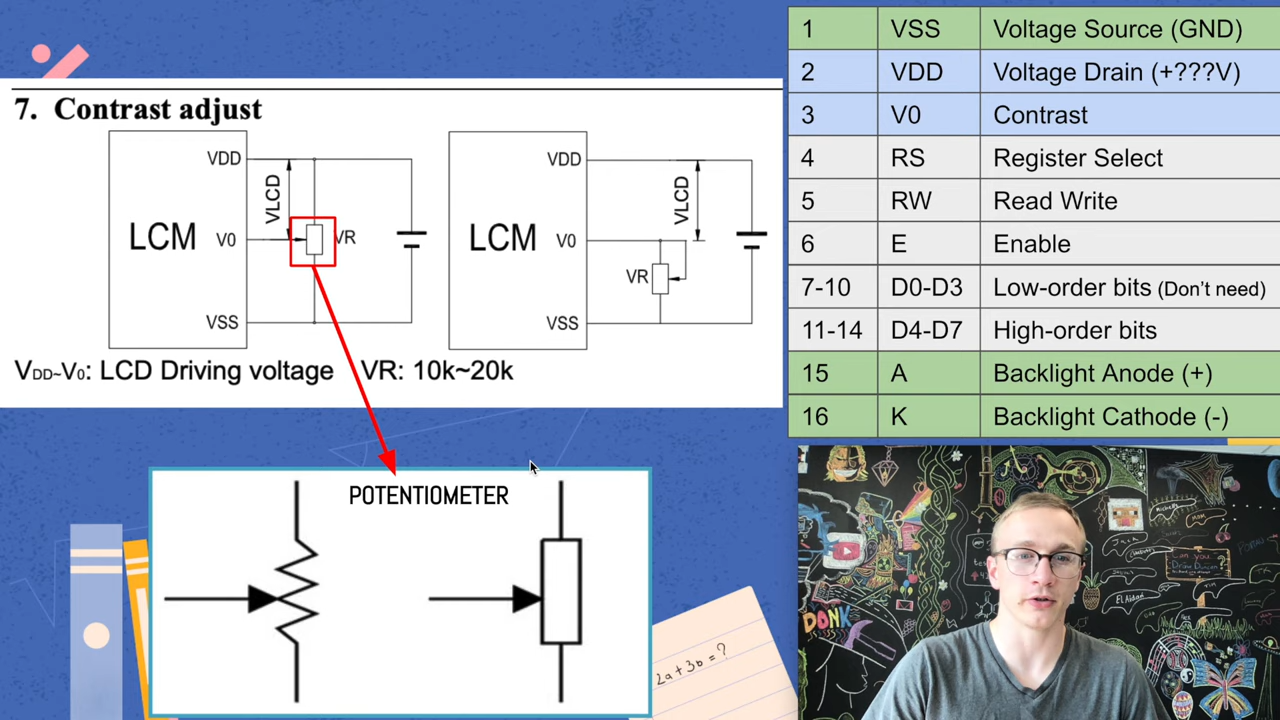 7. Contrast adjust
VDD
VLCD
LCM
V0
VR
VSS
VDD
VLCD
LCM
V0
VR
VSS
VDD~V0: LCD Driving voltage VR: 10k~20k
POTENTIOMETER
1 VSS Voltage Source (GND)
2 VDD Voltage Drain (+???V)
3 V0 Contrast
4 RS Register Select
5 RW Read Write
6 E Enable
7-10 D0-D3 Low-order bits (Don't need)
11-14 D4-D7 High-order bits
15 A Backlight Anode (+)
16 K Backlight Cathode (-)
2a+3b=?
DONK
Can you